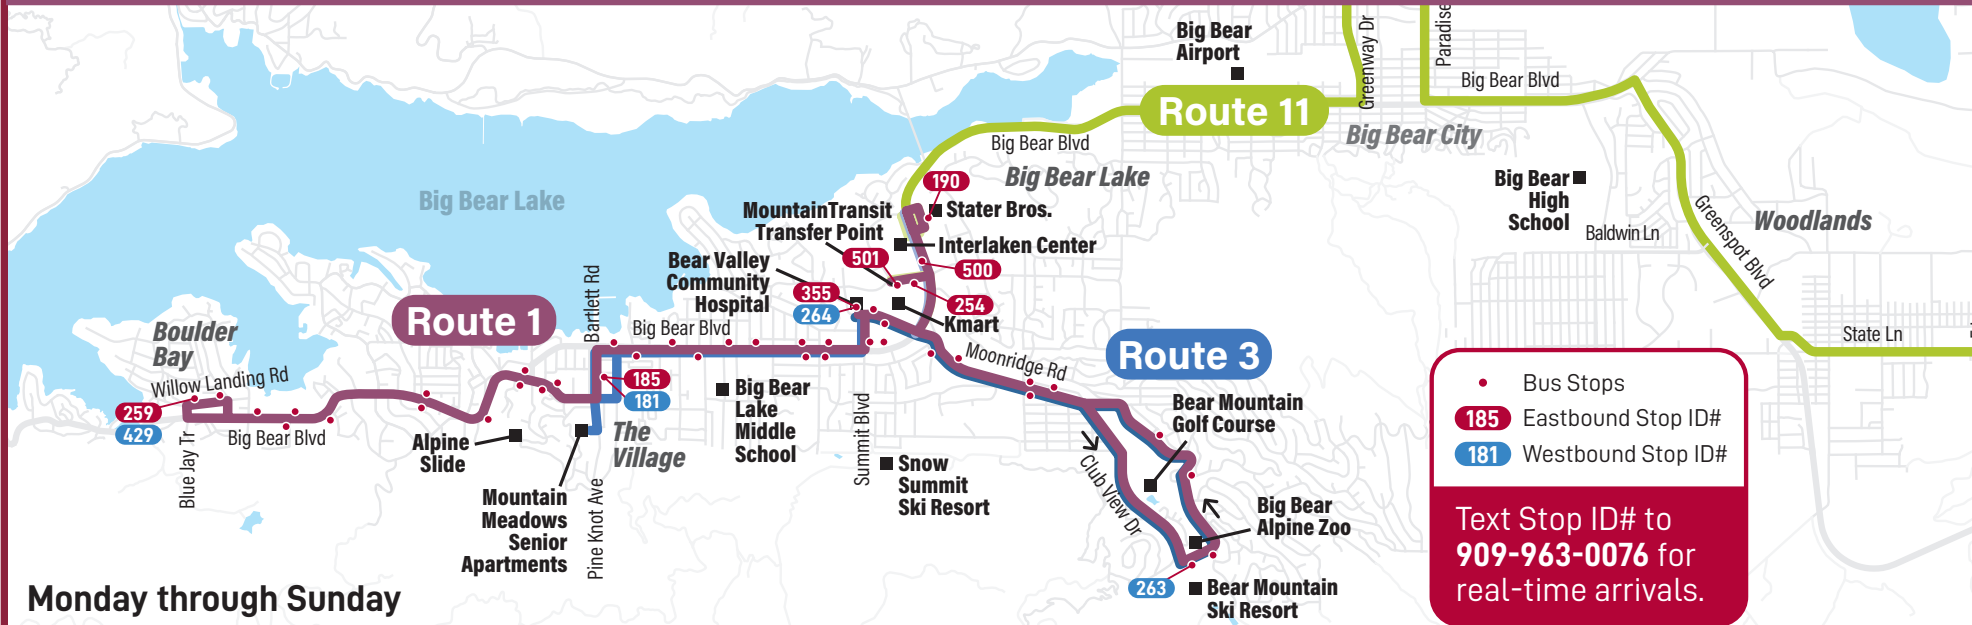 Big Bear
Airport
Greenway Dr
Paradise
Big Bear Blvd
Route 11
Big Bear City
Big Bear Blvd
Big Bear Lake
190
Stater Bros.
MountainTransit
Transfer Point
Interlaken Center
501
500
Big Bear
High
School
Baldwin Ln
Greenspot Blvd
Woodlands
State Ln
Big Bear Lake
Bear Valley
Community
Hospital
355
264
254
Kmart
Route 1
Bartlett Rd
Big Bear Blvd
Moonridge Rd
Route 3
Boulder
Bay
Willow Landing Rd
259
429
Blue Jay Tr
Big Bear Blvd
Alpine
Slide
185
181
The
Village
Mountain
Meadows
Senior
Apartments
Pine Knot Ave
Big Bear
Lake
Middle
School
Summit Blvd
Snow
Summit
Ski Resort
Bear Mountain
Golf Course
Club View Dr
Big Bear
Alpine Zoo
263
Bear Mountain
Ski Resort
Bus Stops
185 Eastbound Stop ID#
181 Westbound Stop ID#
Text Stop ID# to
909-963-0076 for
real-time arrivals.
Monday through Sunday